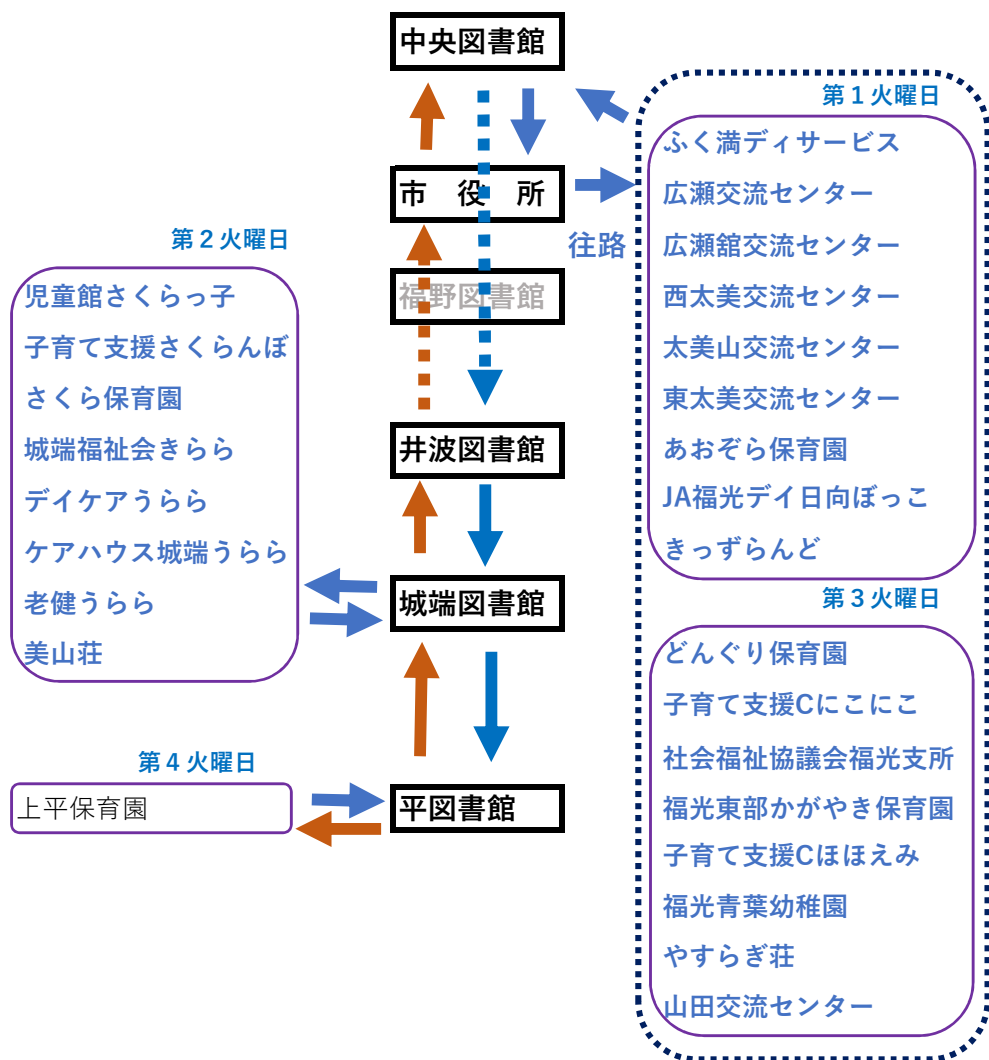 中央図書館
市　役　所
往路
福野図書館
井波図書館
城端図書館
平図書館
第２火曜日
児童館さくらっ子
子育て支援さくらんぼ
さくら保育園
城端福祉会きらら
デイケアうらら
ケアハウス城端うらら
老健うらら
美山荘
第４火曜日
上平保育園
第１火曜日
ふく満ディサービス
広瀬交流センター
広瀬舘交流センター
西太美交流センター
太美山交流センター
東太美交流センター
あおぞら保育園
JA福光デイ日向ぼっこ
きっずらんど
第３火曜日
どんぐり保育園
子育て支援Cにこにこ
社会福祉協議会福光支所
福光東部かがやき保育園
子育て支援Cほほえみ
福光青葉幼稚園
やすらぎ荘
山田交流センター